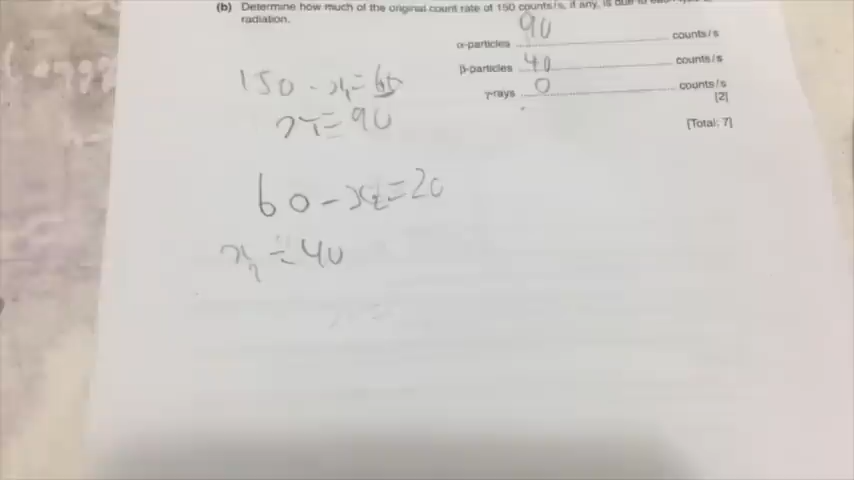 (b) Determine how much of the original count rate of 150 counts/s, if any, is due to
radiation.
α-particles 90 counts/s
β-particles 40 counts/s
γ-rays 0 counts/s
[2]
[Total: 7]
150 - x₁ = 60
x₁ = 90
60 - x₂ = 20
x₂ = 40